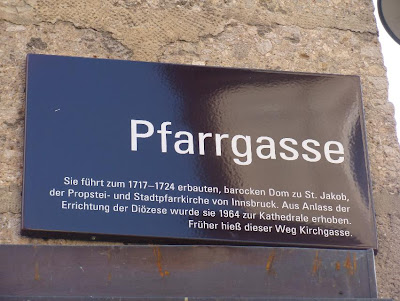 Pfarrgasse
Sie führt zum 1717–1724 erbauten, barocken Dom zu St. Jakob,
der Propstei- und Stadtpfarrkirche von Innsbruck. Aus Anlass der
Errichtung der Diözese wurde sie 1964 zur Kathedrale erhoben.
Früher hieß dieser Weg Kirchgasse.